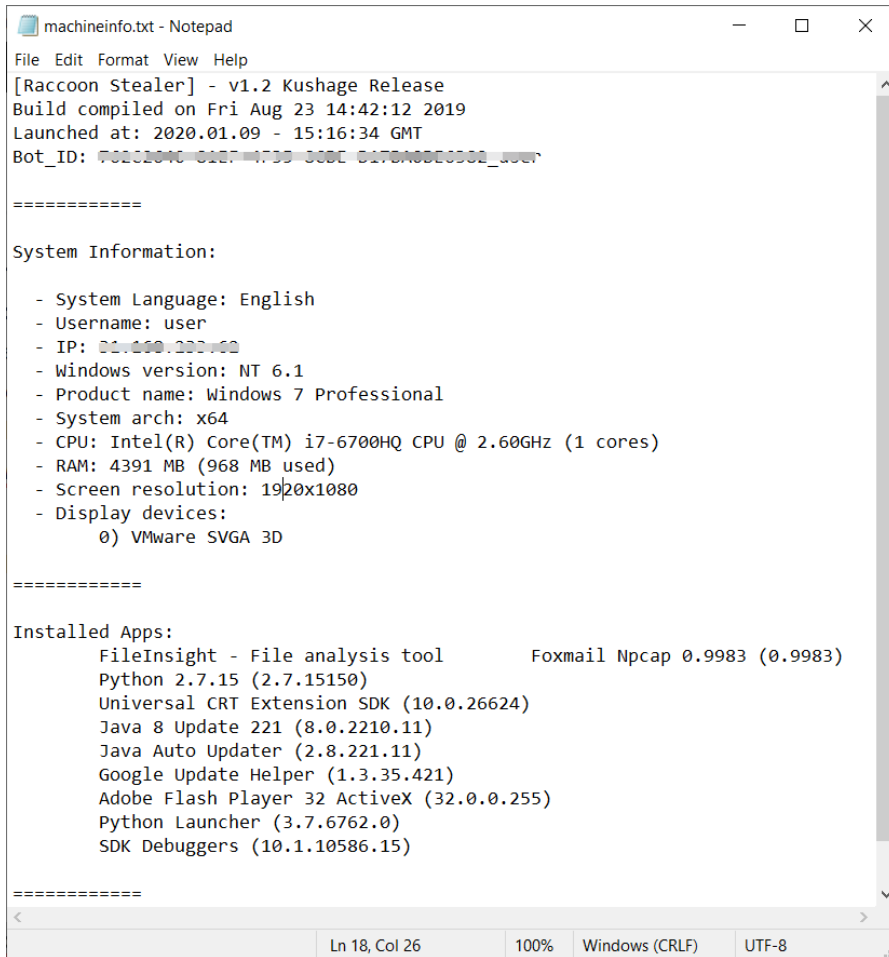 machineinfo.txt - Notepad
File Edit Format View Help
[Raccoon Stealer] - v1.2 Kushage Release
Build compiled on Fri Aug 23 14:42:12 2019
Launched at: 2020.01.09 - 15:16:34 GMT
Bot_ID:
============
System Information:
- System Language: English
- Username: user
- IP:
- Windows version: NT 6.1
- Product name: Windows 7 Professional
- System arch: x64
- CPU: Intel(R) Core(TM) i7-6700HQ CPU @ 2.60GHz (1 cores)
- RAM: 4391 MB (968 MB used)
- Screen resolution: 1920x1080
- Display devices:
0) VMware SVGA 3D
============
Installed Apps:
FileInsight - File analysis tool Foxmail Npcap 0.9983 (0.9983)
Python 2.7.15 (2.7.15150)
Universal CRT Extension SDK (10.0.26624)
Java 8 Update 221 (8.0.2210.11)
Java Auto Updater (2.8.221.11)
Google Update Helper (1.3.35.421)
Adobe Flash Player 32 ActiveX (32.0.0.255)
Python Launcher (3.7.6762.0)
SDK Debuggers (10.1.10586.15)
============
Ln 18, Col 26 100% Windows (CRLF) UTF-8